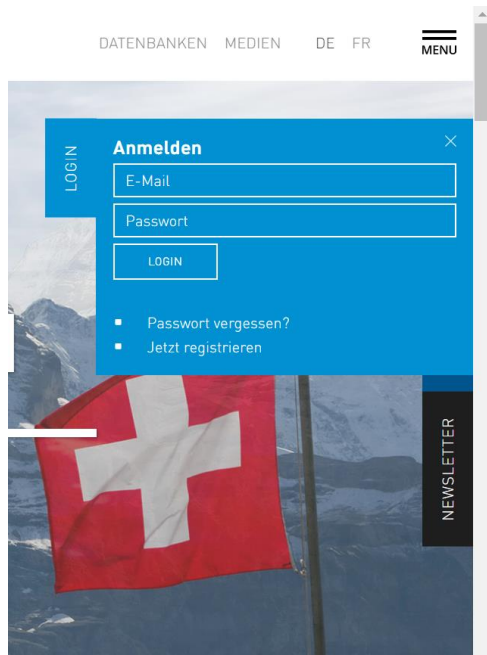 DATENBANKEN MEDIEN DE FR
MENU
LOGIN
Anmelden
E-Mail
Passwort
LOGIN
Passwort vergessen?
Jetzt registrieren
NEWSLETTER